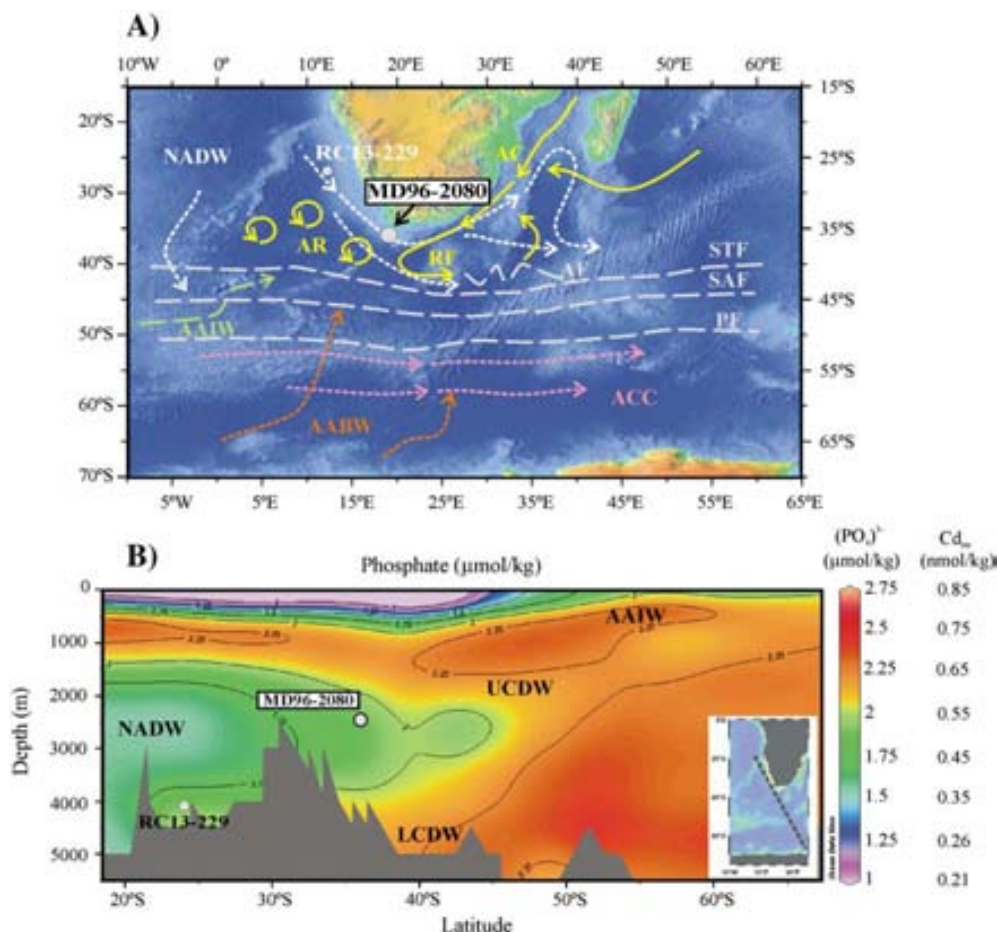 A)
10°W 0° 10°E 20°E 30°E 40°E 50°E 60°E
15°S
20°S
NADW
RC13-229
AC
25°S
30°S
MD96-2080
35°S
AR
RF
40°S
AF
STF
SAF
45°S
AAIW
50°S
PF
55°S
60°S
AABW
ACC
65°S
70°S
5°W 5°E 15°E 25°E 35°E 45°E 55°E 65°E
B)
Phosphate (µmol/kg)
(PO₄)³⁻
(µmol/kg)
Cd
(nmol/kg)
0
1000
2000
3000
4000
5000
Depth (m)
AAIW
UCDW
MD96-2080
NADW
RC13-229
LCDW
20°S 30°S 40°S 50°S 60°S
Latitude
2.75 0.85
2.5 0.75
2.25 0.65
2 0.55
1.75 0.45
1.5 0.35
1.25 0.26
1 0.21